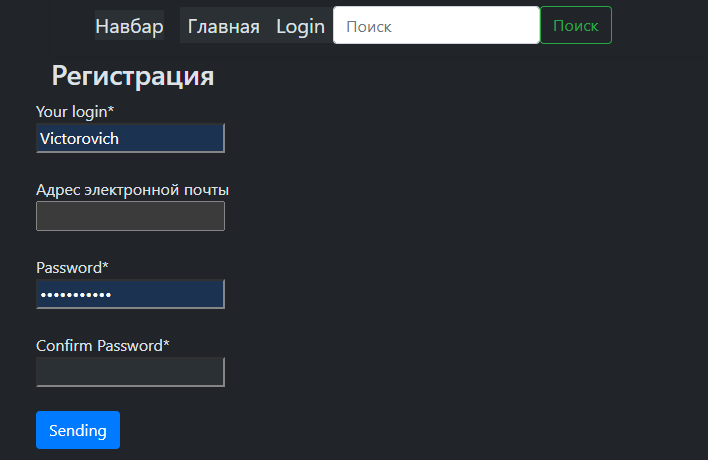 Навбар Главная Login Поиск Поиск
Регистрация
Your login*
Victorovich
Адрес электронной почты
Password*
•••••••••••
Confirm Password*
Sending